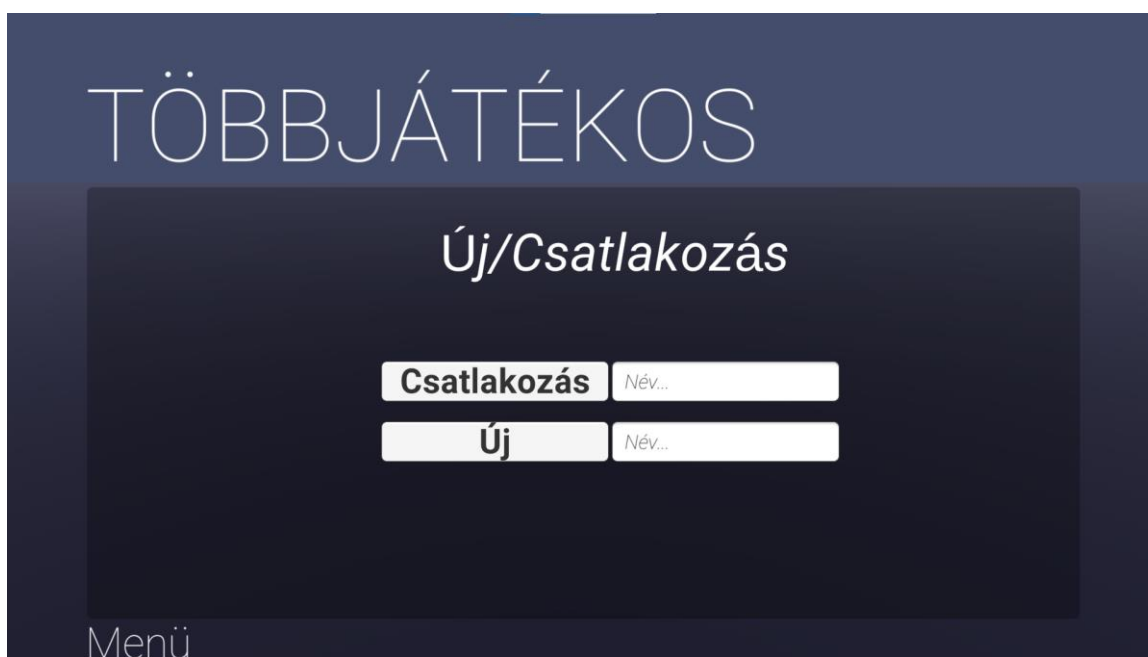 TÖBBJÁTÉKOS
Új/Csatlakozás
Csatlakozás Név...
Új Név...
Menü